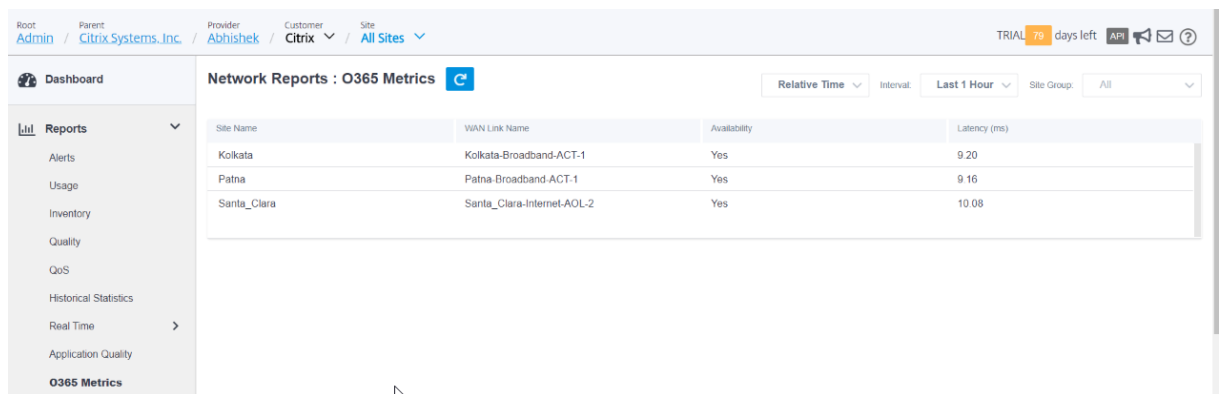 Root Parent Provider Customer Site
Admin / Citrix Systems, Inc. / Abhishek / Citrix / All Sites
TRIAL 79 days left API ?
Dashboard
Network Reports : O365 Metrics
Relative Time Interval: Last 1 Hour Site Group: All
Reports
Site Name WAN Link Name Availability Latency (ms)
Kolkata Kolkata-Broadband-ACT-1 Yes 9.20
Patna Patna-Broadband-ACT-1 Yes 9.16
Santa_Clara Santa_Clara-Internet-AOL-2 Yes 10.08
Alerts
Usage
Inventory
Quality
QoS
Historical Statistics
Real Time
Application Quality
O365 Metrics